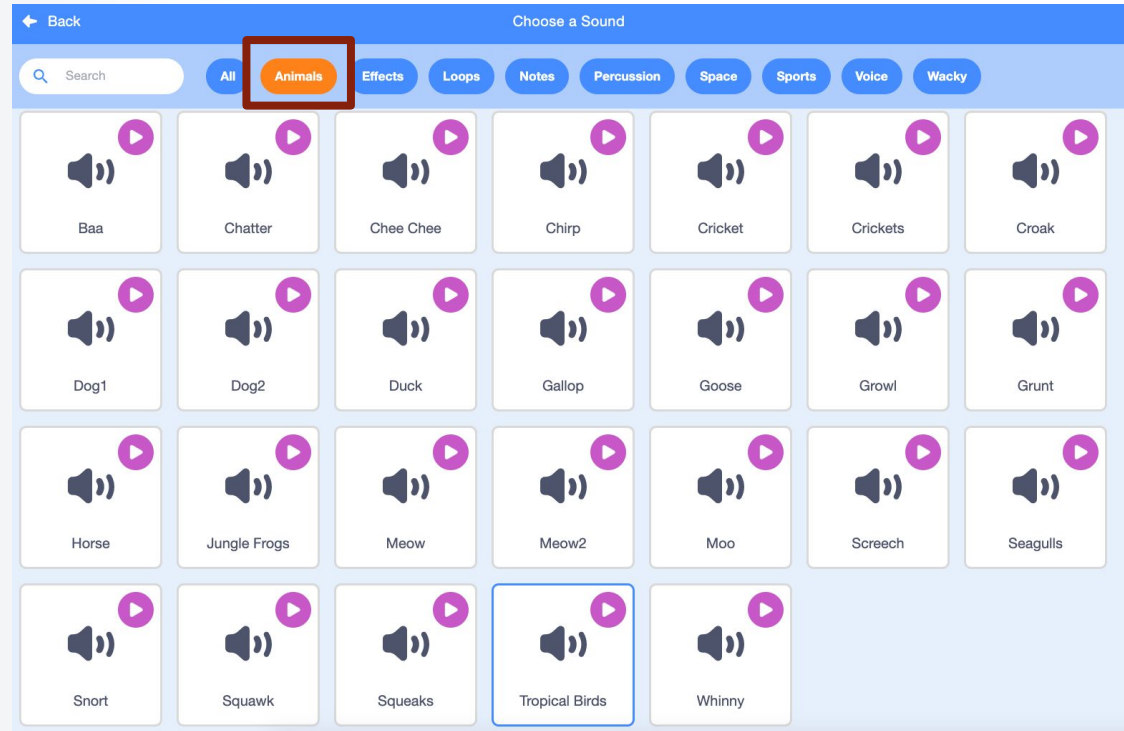 Back
Choose a Sound
Search
All
Animals
Effects
Loops
Notes
Percussion
Space
Sports
Voice
Wacky
Baa
Chatter
Chee Chee
Chirp
Cricket
Crickets
Croak
Dog1
Dog2
Duck
Gallop
Goose
Growl
Grunt
Horse
Jungle Frogs
Meow
Meow2
Moo
Screech
Seagulls
Snort
Squawk
Squeaks
Tropical Birds
Whinny